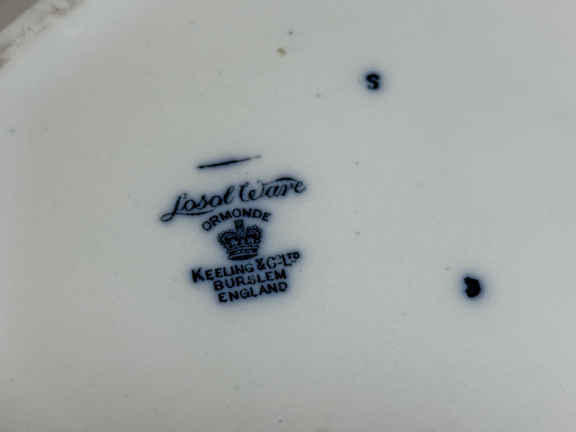 S
Losol Ware
ORMONDE
KEELING & Co. LTD
BURSLEM
ENGLAND